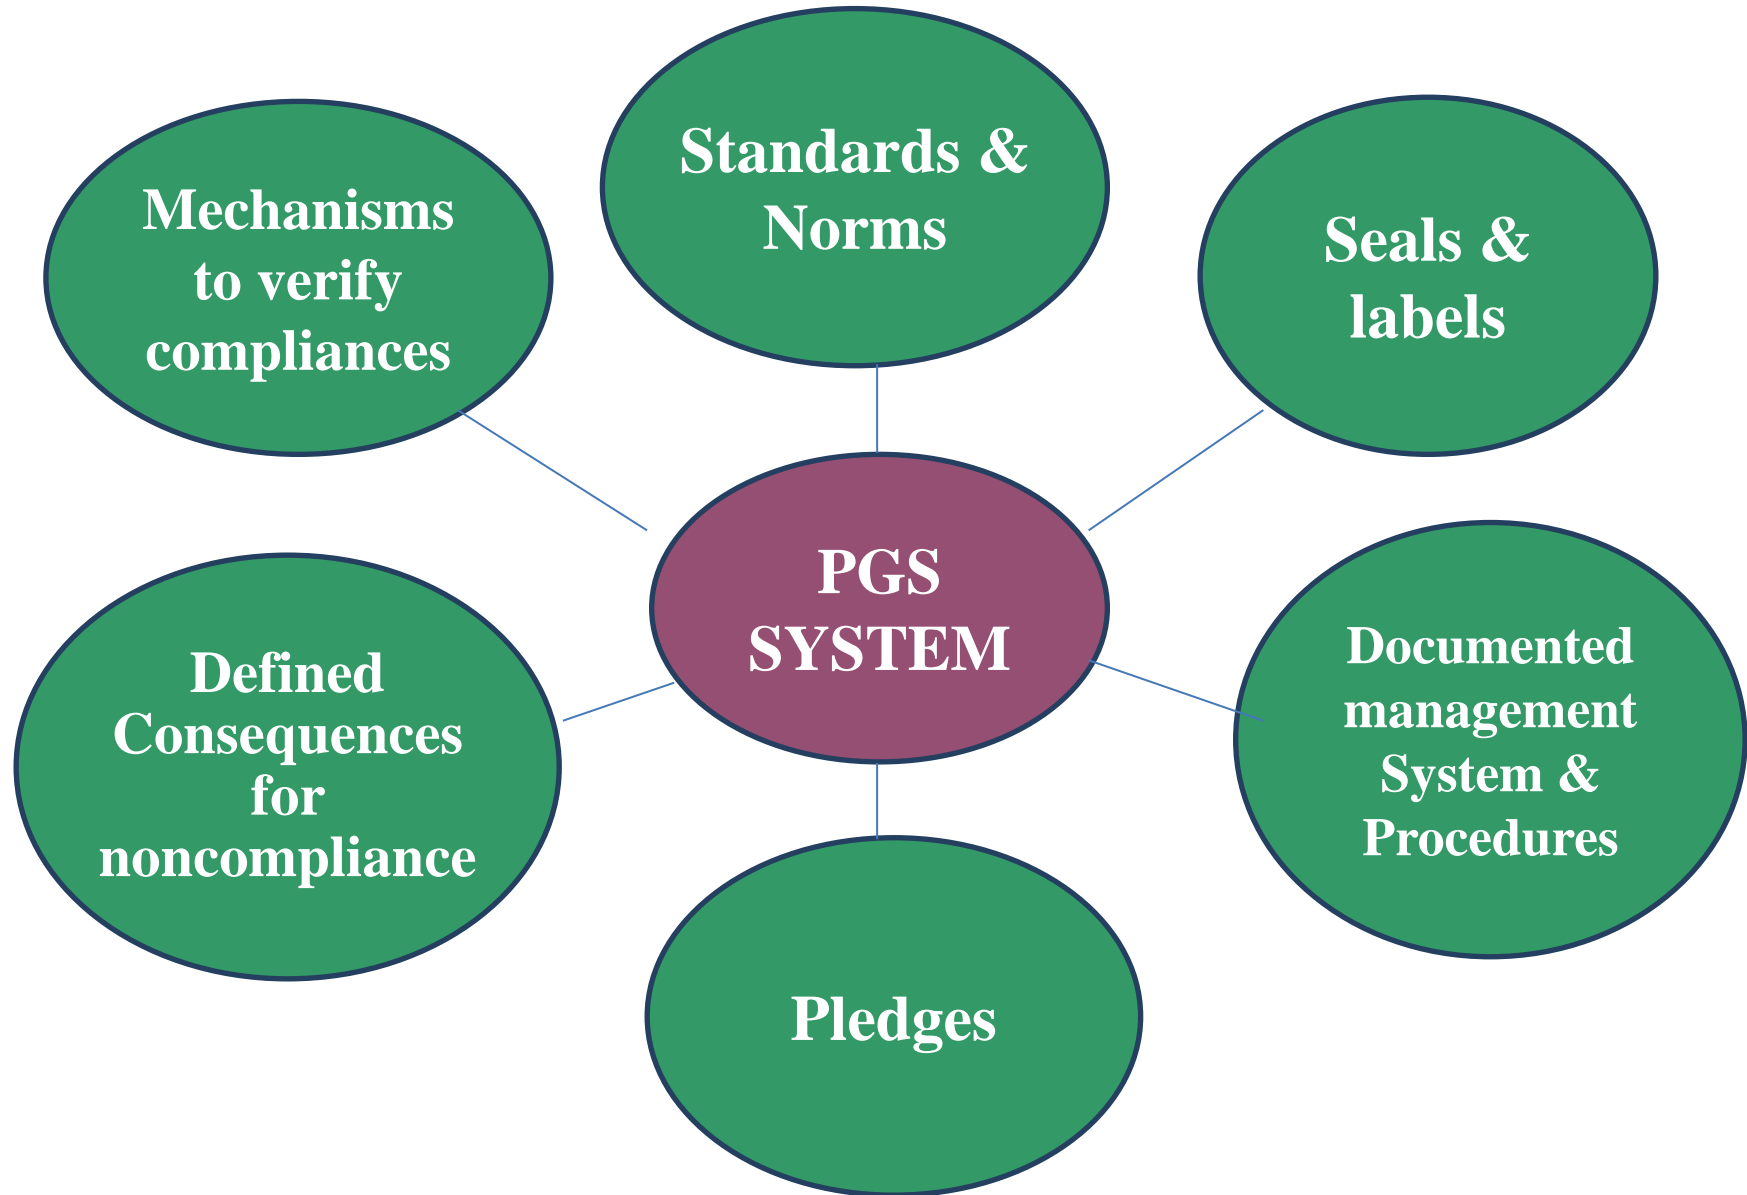 Standards &
Norms
Mechanisms
to verify
compliances
Seals &
labels
PGS
SYSTEM
Defined
Consequences
for
noncompliance
Documented
management
System &
Procedures
Pledges